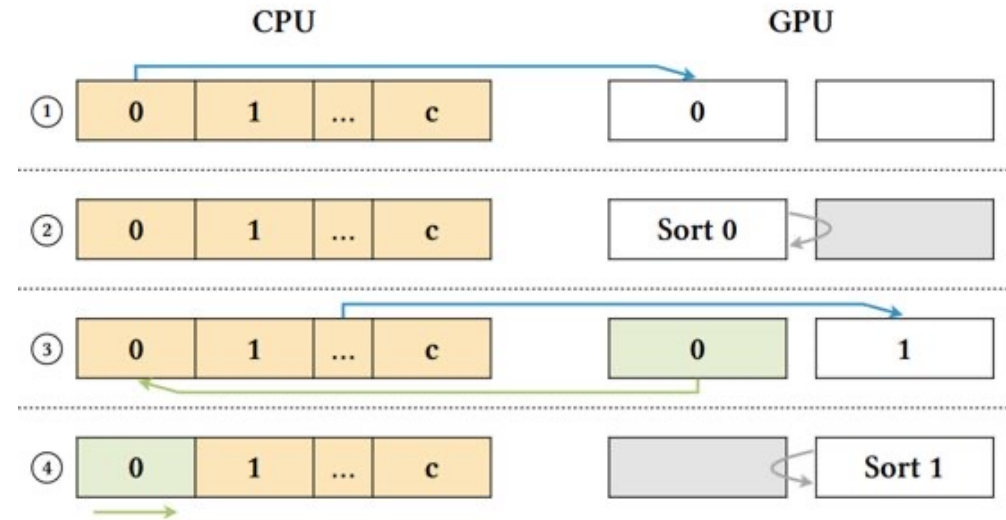 CPU GPU
① 0 1 ... c 0
② 0 1 ... c Sort 0
③ 0 1 ... c 0 1
④ 0 1 ... c Sort 1